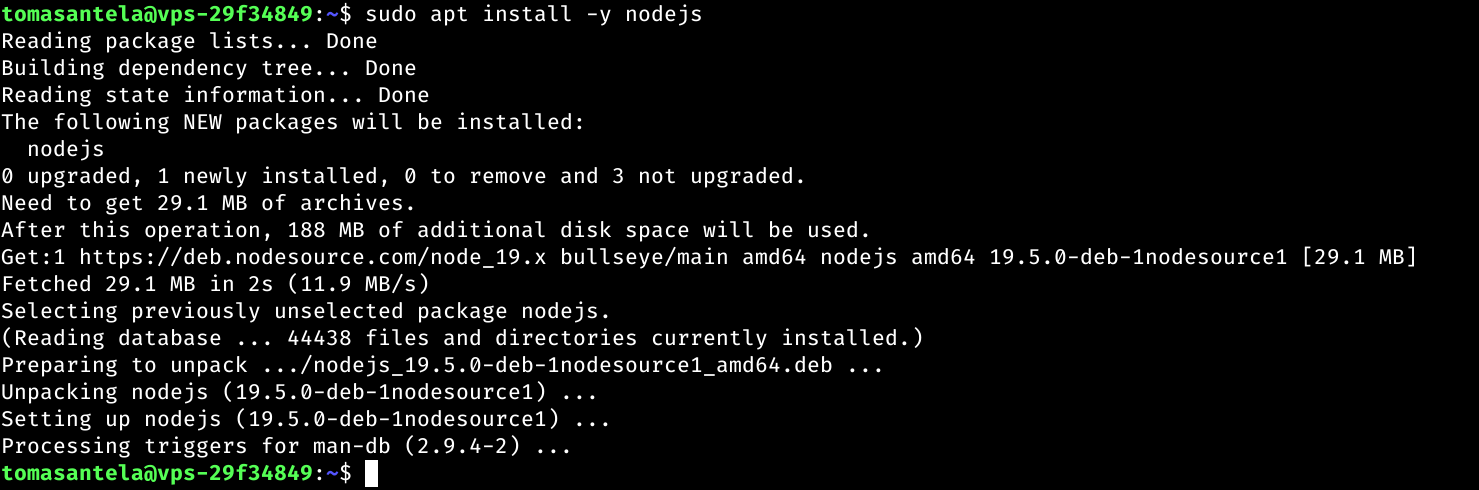 tomasantela@vps-29f34849:~$ sudo apt install -y nodejs
Reading package lists... Done
Building dependency tree... Done
Reading state information... Done
The following NEW packages will be installed:
  nodejs
0 upgraded, 1 newly installed, 0 to remove and 3 not upgraded.
Need to get 29.1 MB of archives.
After this operation, 188 MB of additional disk space will be used.
Get:1 https://deb.nodesource.com/node_19.x bullseye/main amd64 nodejs amd64 19.5.0-deb-1nodesource1 [29.1 MB]
Fetched 29.1 MB in 2s (11.9 MB/s)
Selecting previously unselected package nodejs.
(Reading database ... 44438 files and directories currently installed.)
Preparing to unpack .../nodejs_19.5.0-deb-1nodesource1_amd64.deb ...
Unpacking nodejs (19.5.0-deb-1nodesource1) ...
Setting up nodejs (19.5.0-deb-1nodesource1) ...
Processing triggers for man-db (2.9.4-2) ...
tomasantela@vps-29f34849:~$